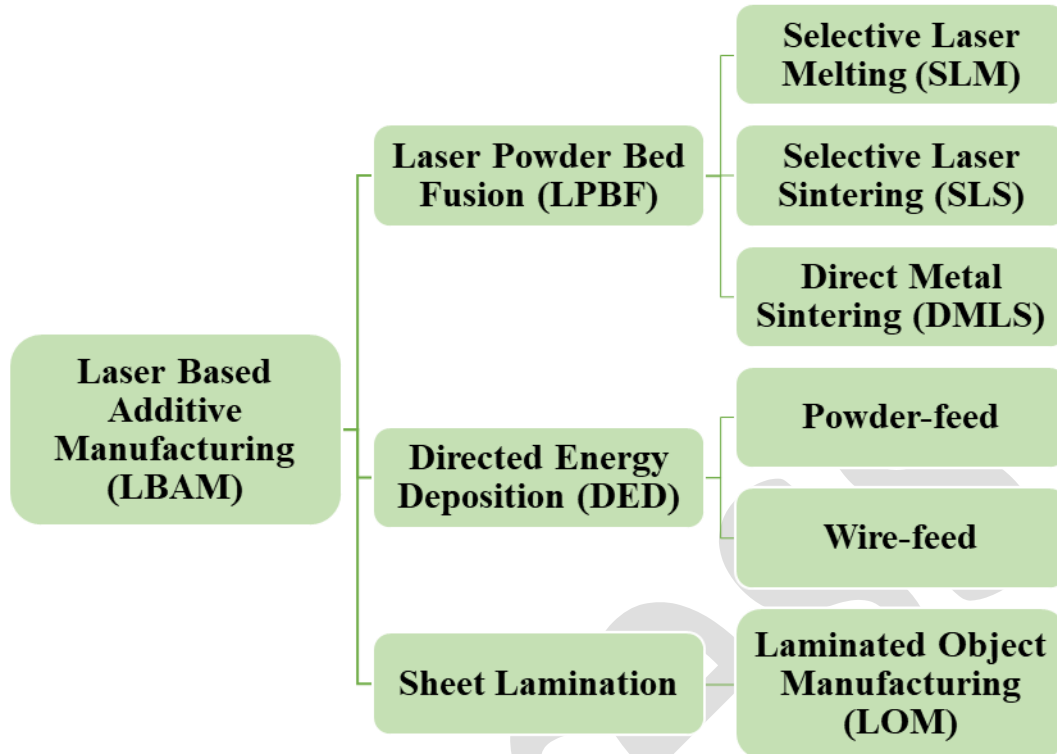 Laser Based
Additive
Manufacturing
(LBAM)
Laser Powder Bed
Fusion (LPBF)
Selective Laser
Melting (SLM)
Selective Laser
Sintering (SLS)
Direct Metal
Sintering (DMLS)
Directed Energy
Deposition (DED)
Powder-feed
Wire-feed
Sheet Lamination
Laminated Object
Manufacturing
(LOM)